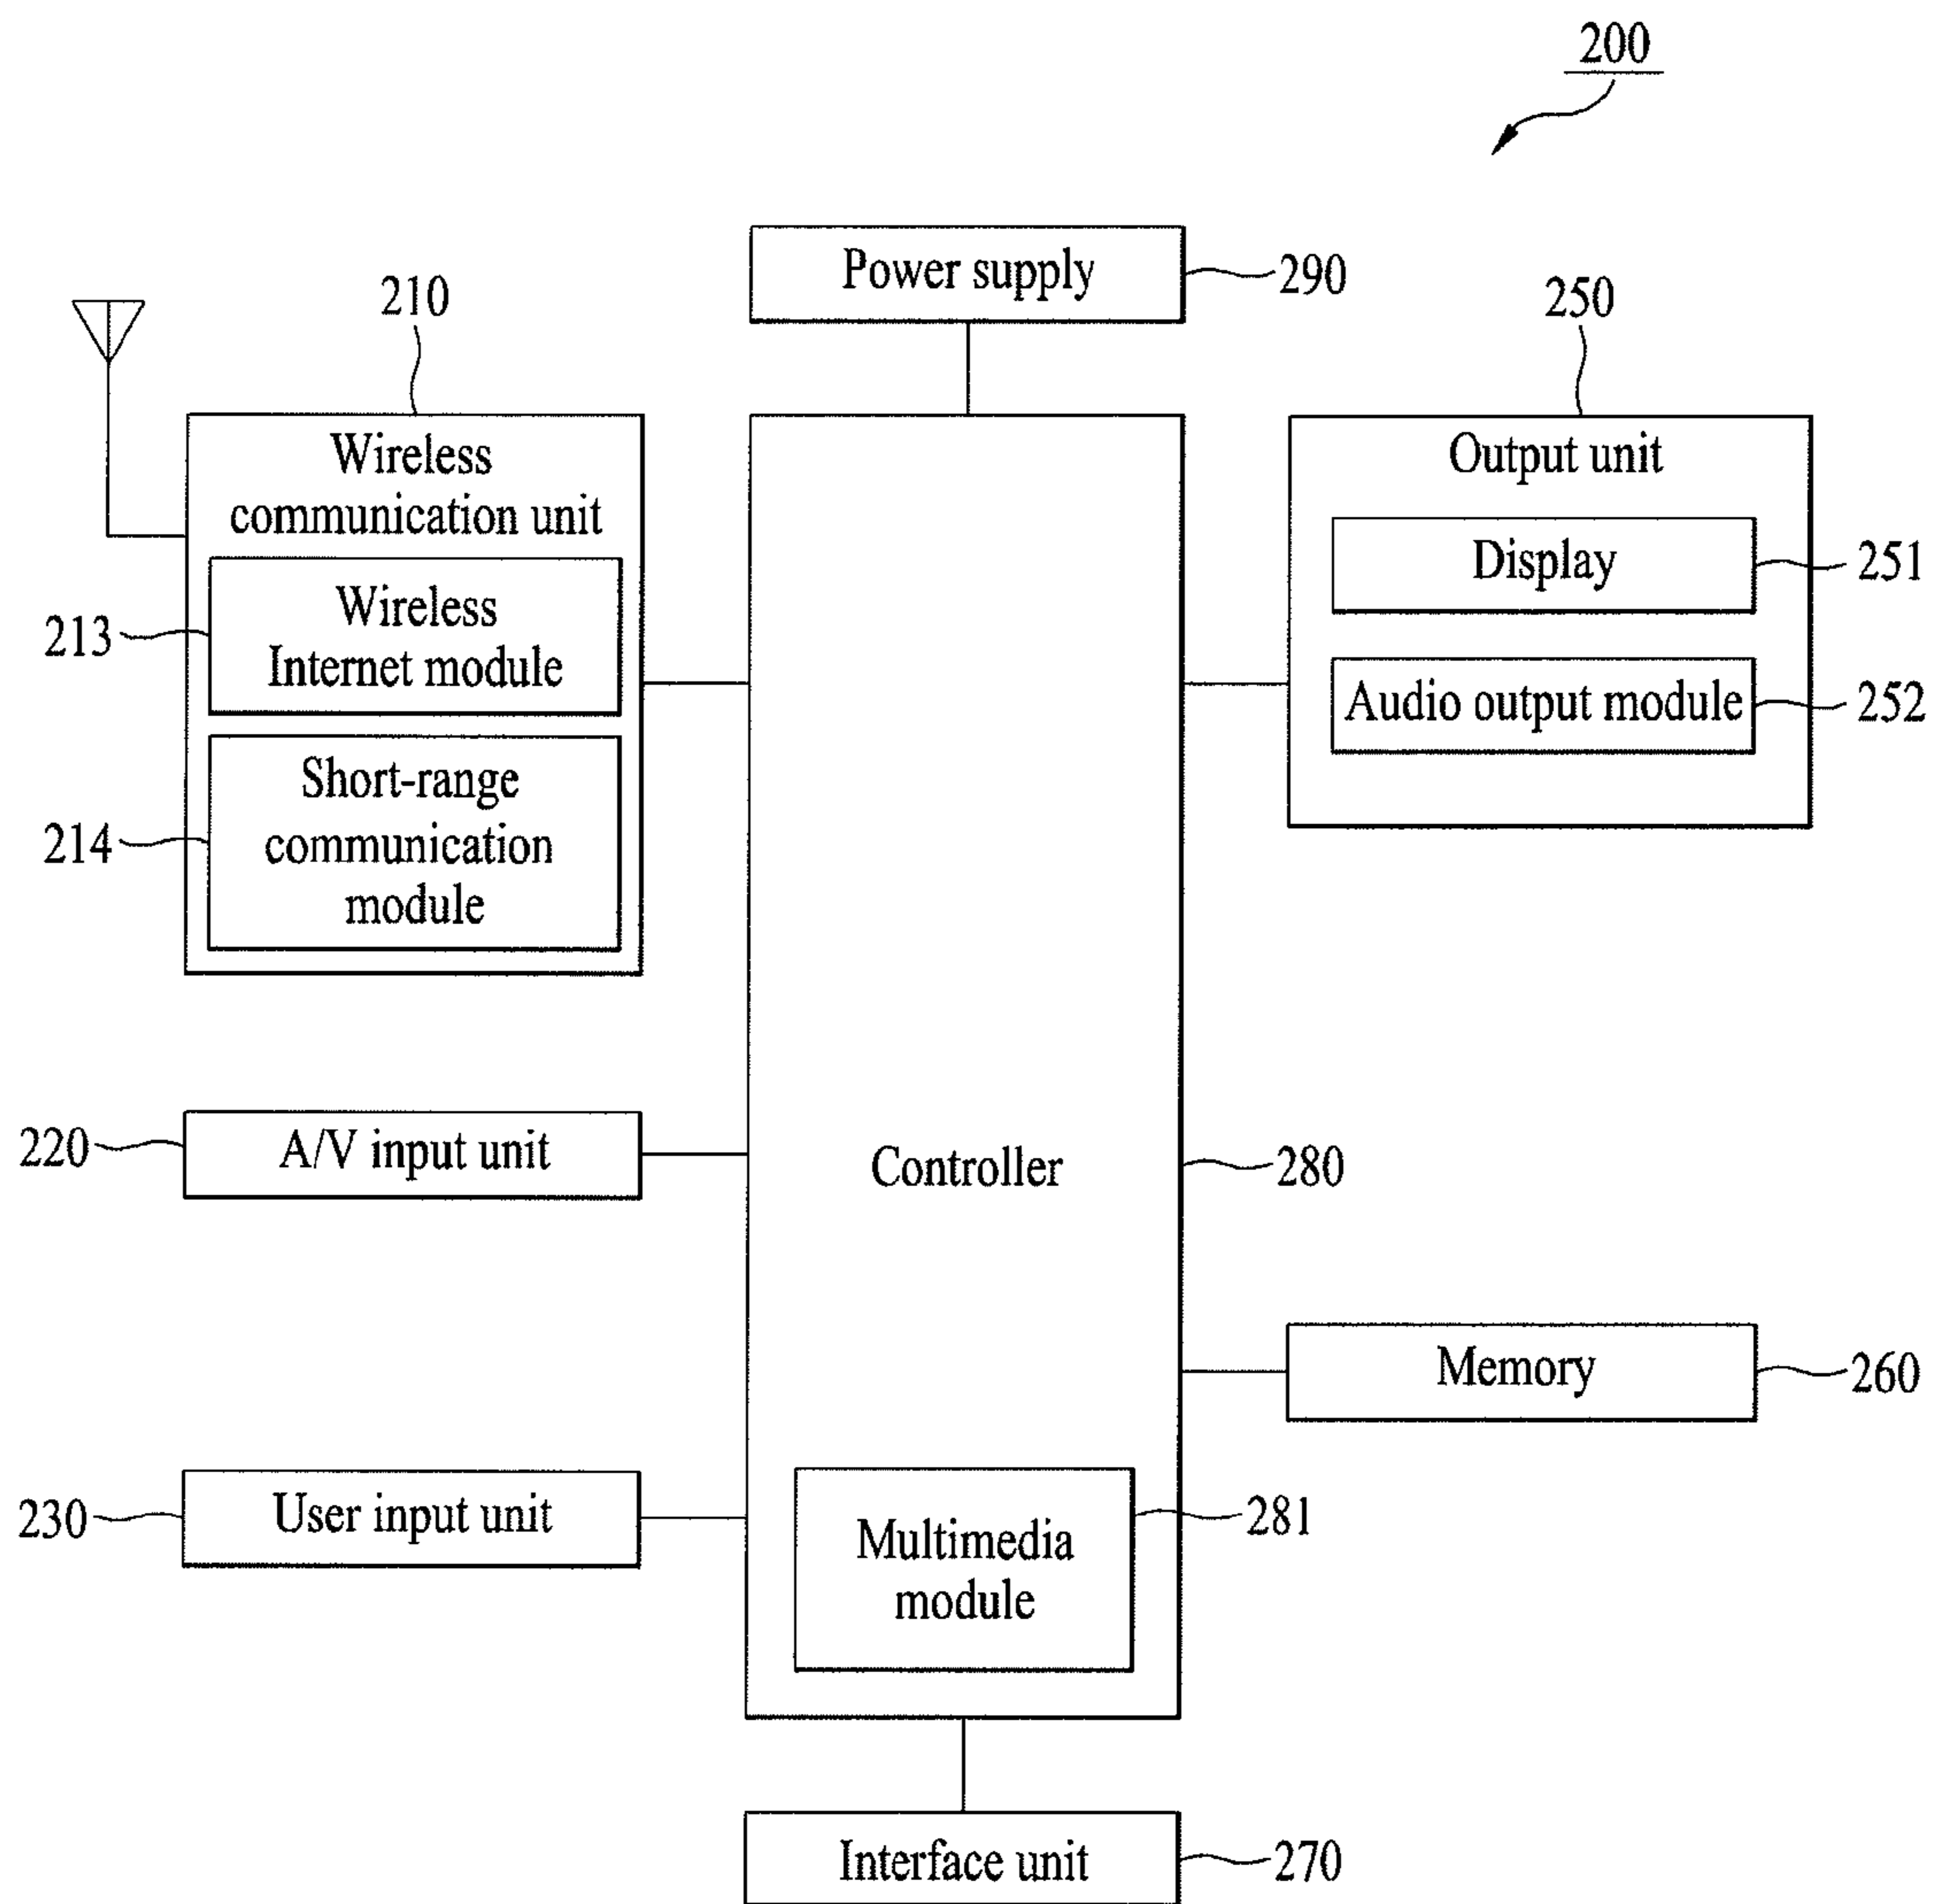 200
Power supply
290
210
250
Wireless
communication unit
Output unit
Display
251
213
Wireless
Internet module
Audio output module
252
214
Short-range
communication
module
220
A/V input unit
Controller
280
Memory
260
230
User input unit
Multimedia
module
281
Interface unit
270